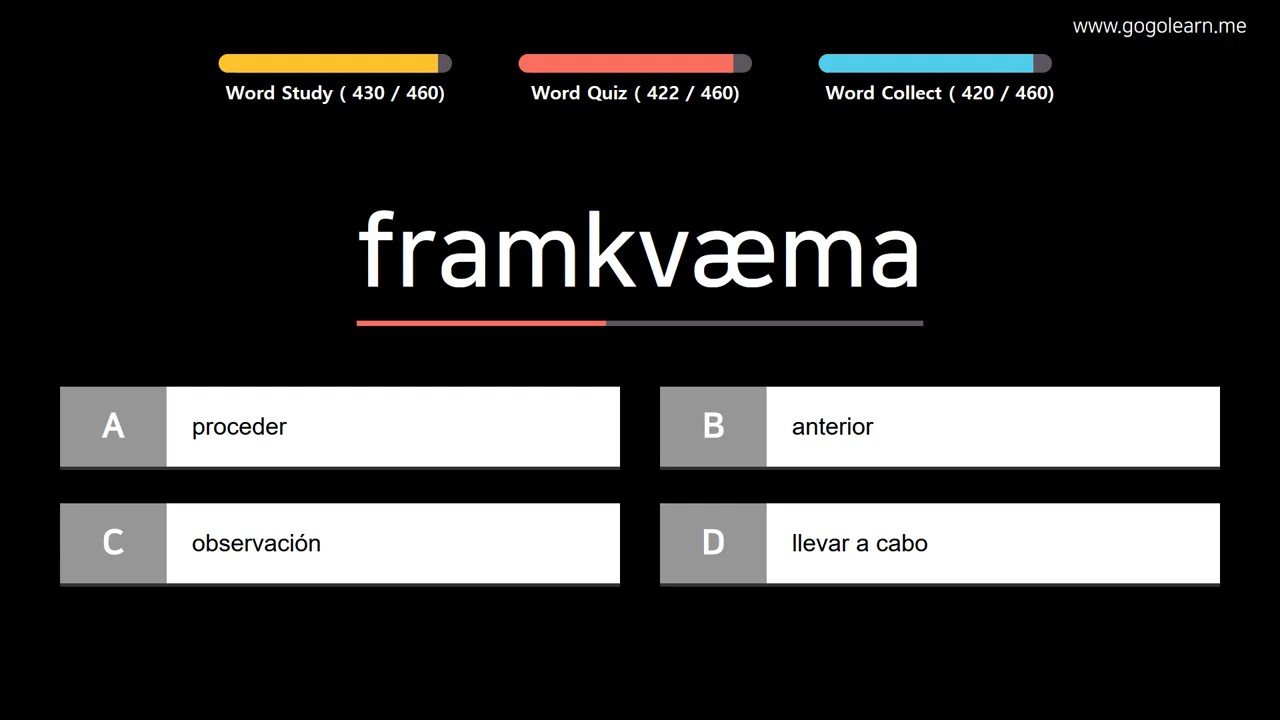 www.gogolearn.me
Word Study ( 430 / 460)
Word Quiz ( 422 / 460)
Word Collect ( 420 / 460)
framkvæma
A proceder
B anterior
C observación
D llevar a cabo